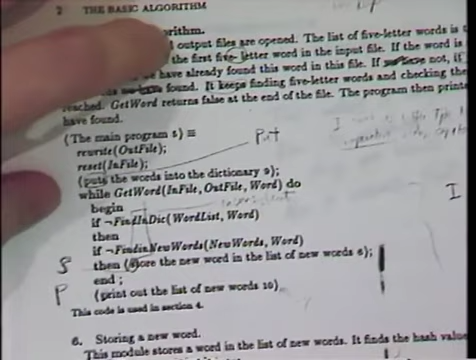 2 THE BASIC ALGORITHM
rithm.
output files are opened. The list of five-letter words is
the first five-letter word in the input file. If the word is
have already found this word in this file. If not, if
found. It keeps finding five-letter words and checking the
reached. GetWord returns false at the end of the file. The program then print
have found.
(The main program 5) ≡
Put
rewrite(OutFile);
reset(InFile);
(puts the words into the dictionary 9);
while GetWord(InFile, OutFile, Word) do
begin
I
if ¬FindInDic(WordList, Word)
then
if ¬FindinNewWords(NewWords, Word)
S then (store the new word in the list of new words 6);
end ;
P (print out the list of new words 10)
This code is used in section 4.
6. Storing a new word.
This module stores a word in the list of new words. It finds the hash value